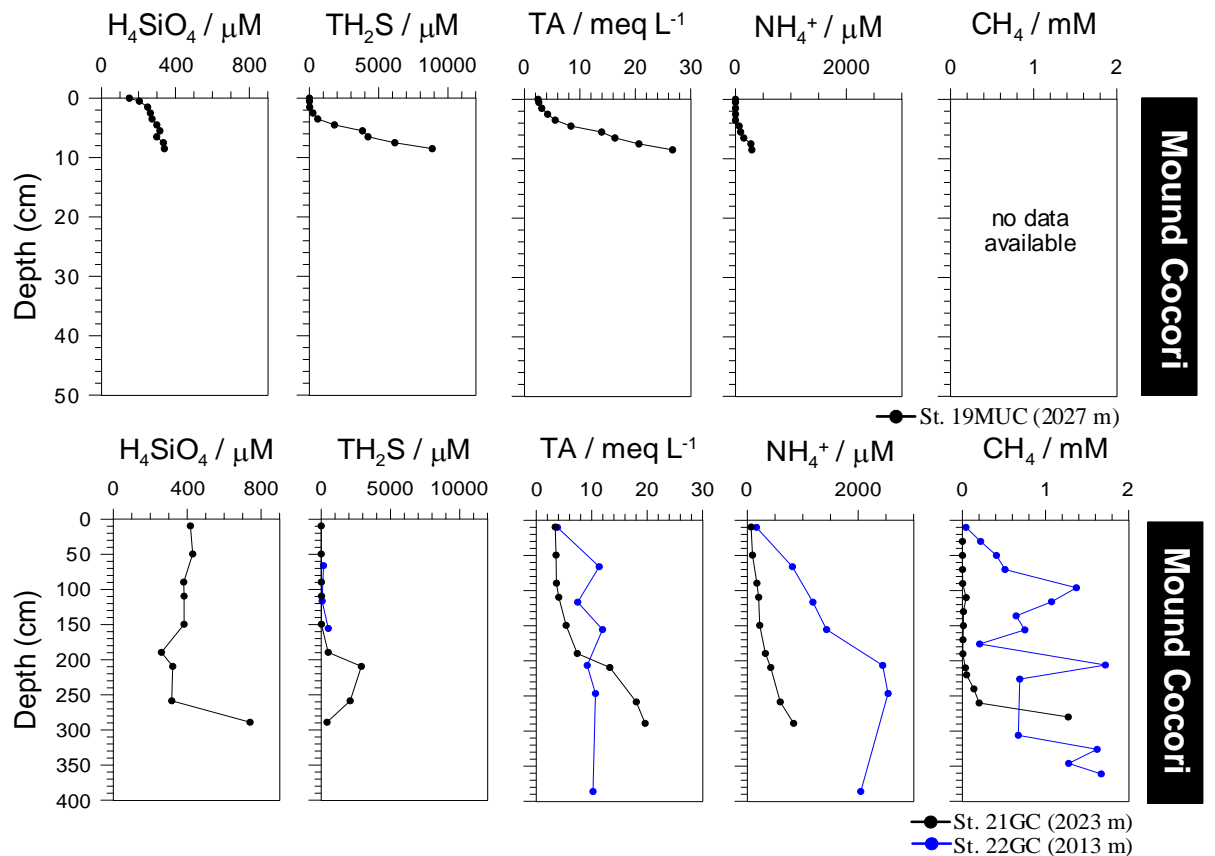 H₄SiO₄ / μM TH₂S / μM TA / meq L⁻¹ NH₄⁺ / μM CH₄ / mM
0 400 800 0 5000 10000 0 10 20 30 0 2000 0 1 2
0
10
20
30
40
50
Depth (cm)
no data
available
Mound Cocori
St. 19MUC (2027 m)
H₄SiO₄ / μM TH₂S / μM TA / meq L⁻¹ NH₄⁺ / μM CH₄ / mM
0 400 800 0 5000 10000 0 10 20 30 0 2000 0 1 2
0
50
100
150
200
250
300
350
400
Depth (cm)
Mound Cocori
St. 21GC (2023 m)
St. 22GC (2013 m)